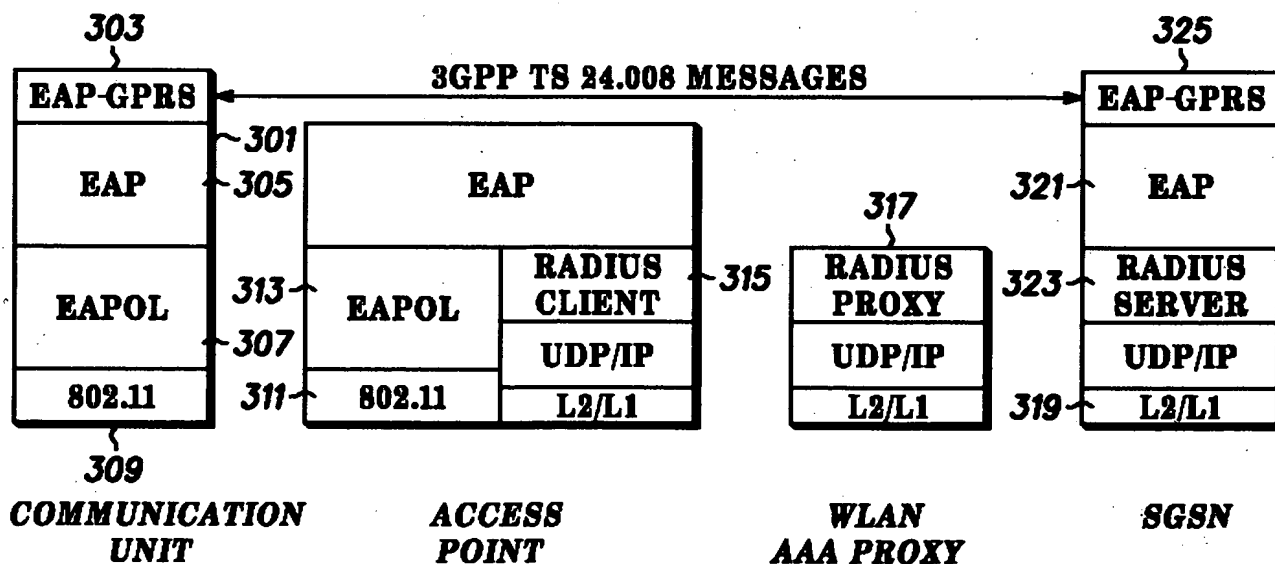 303
325
3GPP TS 24.008 MESSAGES
EAP-GPRS
EAP-GPRS
301
EAP
305
EAP
317
321
EAP
313
EAPOL
307
EAPOL
RADIUS
CLIENT
315
RADIUS
PROXY
323
RADIUS
SERVER
UDP/IP
UDP/IP
UDP/IP
802.11
311
802.11
L2/L1
L2/L1
319
L2/L1
309
COMMUNICATION
UNIT
ACCESS
POINT
WLAN
AAA PROXY
SGSN